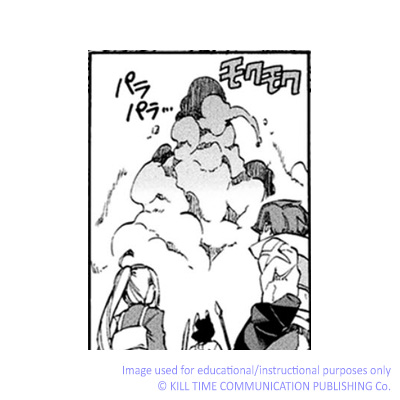 モクモク
パラ
パラ…
Image used for educational/instructional purposes only
© KILL TIME COMMUNICATION PUBLISHING Co.